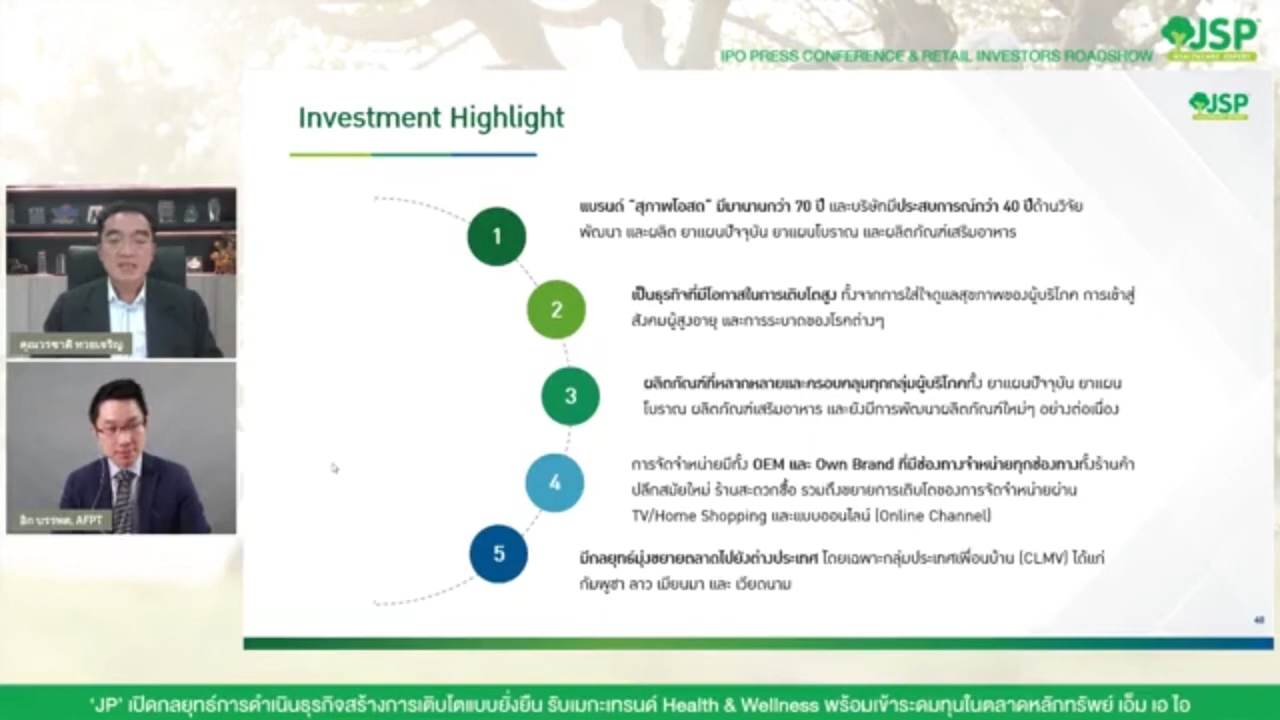 IPO PRESS CONFERENCE & RETAIL INVESTORS ROADSHOW
JSP
HEALTHCARE EXPERT
JSP
Investment Highlight
1
แบรนด์ “สุภาพโอสถ” มีมานานกว่า 70 ปี และบริษัทมีประสบการณ์กว่า 40 ปีด้านวิจัย
พัฒนา และผลิต ยาแผนปัจจุบัน ยาแผนโบราณ และผลิตภัณฑ์เสริมอาหาร
2
เป็นธุรกิจที่มีโอกาสในการเติบโตสูง ทั้งจากการใส่ใจดูแลสุขภาพของผู้บริโภค การเข้าสู่
สังคมผู้สูงอายุ และการระบาดของโรคต่างๆ
3
ผลิตภัณฑ์ที่หลากหลายและครอบคลุมทุกกลุ่มผู้บริโภคทั้ง ยาแผนปัจจุบัน ยาแผน
โบราณ ผลิตภัณฑ์เสริมอาหาร และยังมีการพัฒนาผลิตภัณฑ์ใหม่ๆ อย่างต่อเนื่อง
4
การจัดจำหน่ายมีทั้ง OEM และ Own Brand ที่มีช่องทางจำหน่ายทุกช่องทางทั้งร้านค้า
ปลีกสมัยใหม่ ร้านสะดวกซื้อ รวมถึงขยายการเติบโตของการจัดจำหน่ายผ่าน
TV/Home Shopping และแบบออนไลน์ (Online Channel)
5
มีกลยุทธ์มุ่งขยายตลาดไปยังต่างประเทศ โดยเฉพาะกลุ่มประเทศเพื่อนบ้าน (CLMV) ได้แก่
กัมพูชา ลาว เมียนมา และ เวียดนาม
48
คุณวรชาติ ทวยเจริญ
อิก บรรพต, AFPT
‘JP’ เปิดกลยุทธ์การดำเนินธุรกิจสร้างการเติบโตแบบยั่งยืน รับเมกะเทรนด์ Health & Wellness พร้อมเข้าระดมทุนในตลาดหลักทรัพย์ เอ็ม เอ ไอ